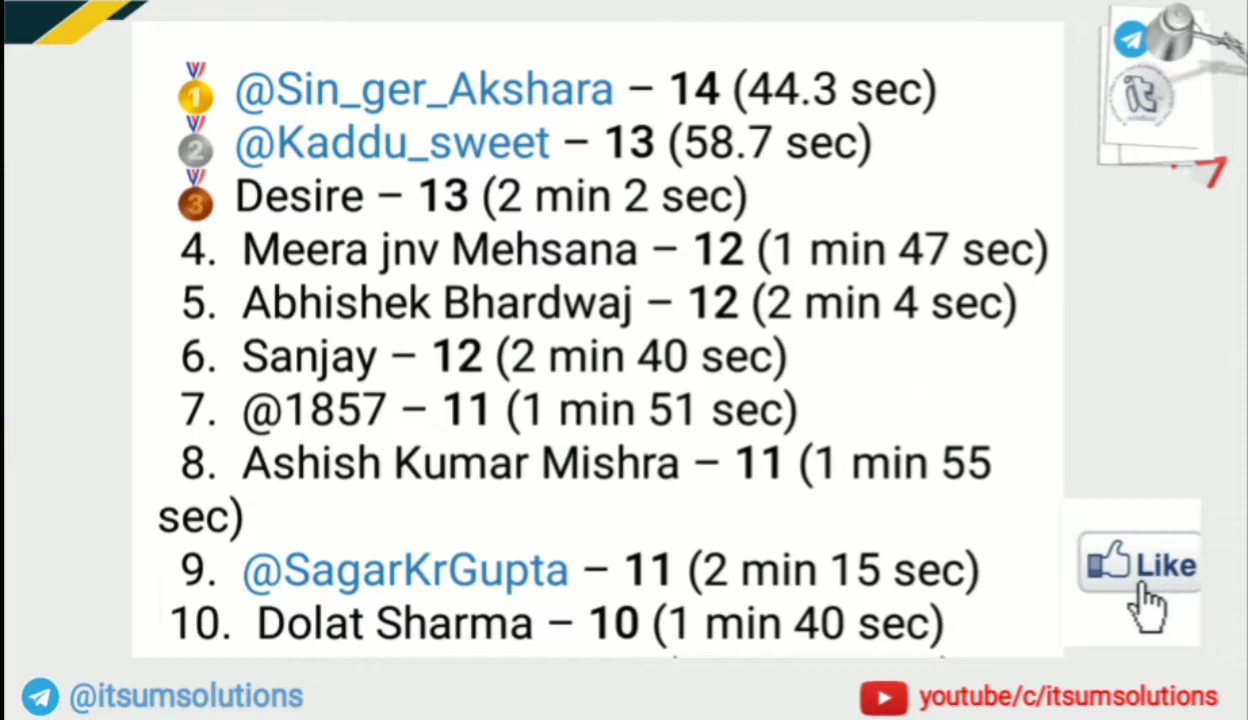 🥇 @Sin_ger_Akshara – 14 (44.3 sec)
🥈 @Kaddu_sweet – 13 (58.7 sec)
🥉 Desire – 13 (2 min 2 sec)
4. Meera jnv Mehsana – 12 (1 min 47 sec)
5. Abhishek Bhardwaj – 12 (2 min 4 sec)
6. Sanjay – 12 (2 min 40 sec)
7. @1857 – 11 (1 min 51 sec)
8. Ashish Kumar Mishra – 11 (1 min 55
sec)
9. @SagarKrGupta – 11 (2 min 15 sec)
10. Dolat Sharma – 10 (1 min 40 sec)
it
Like
@itsumsolutions
youtube/c/itsumsolutions